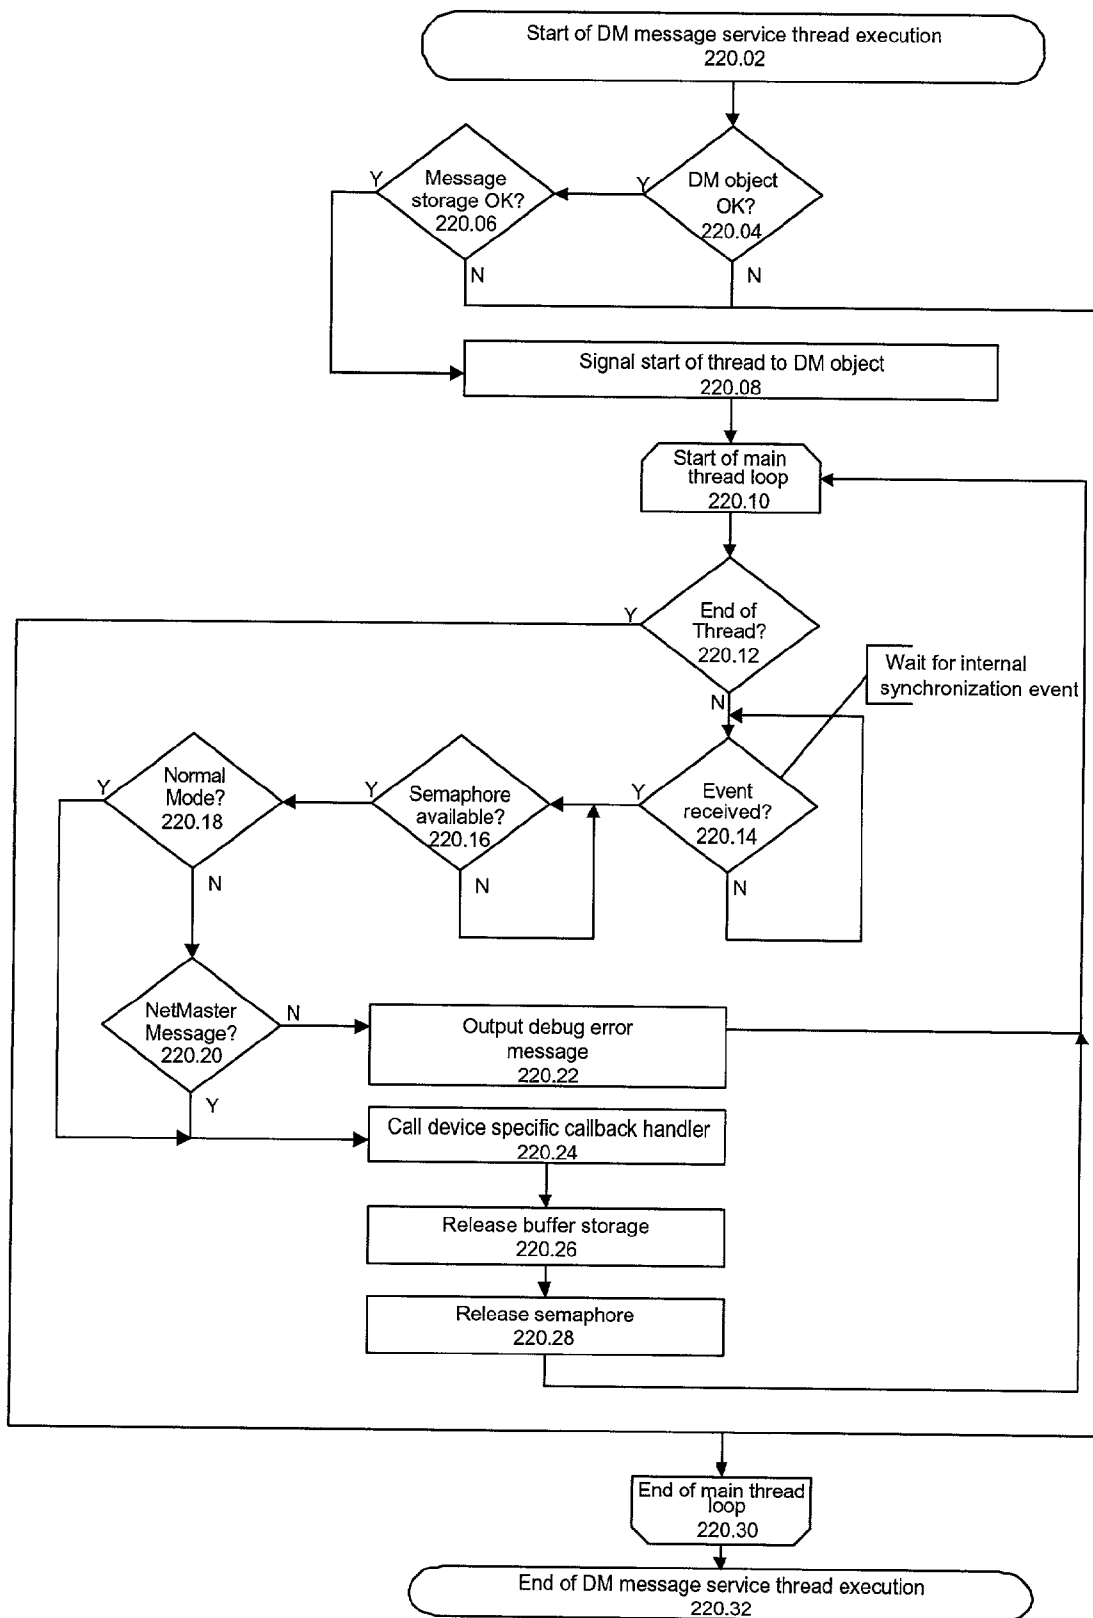 Start of DM message service thread execution
220.02
Y
Message
storage OK?
220.06
N
Y
DM object
OK?
220.04
N
Signal start of thread to DM object
220.08
Start of main
thread loop
220.10
Y
End of
Thread?
220.12
N
Wait for internal
synchronization event
Y
Normal
Mode?
220.18
N
Y
Semaphore
available?
220.16
N
Y
Event
received?
220.14
N
NetMaster
Message?
220.20
N
Y
Output debug error
message
220.22
Call device specific callback handler
220.24
Release buffer storage
220.26
Release semaphore
220.28
End of main thread
loop
220.30
End of DM message service thread execution
220.32